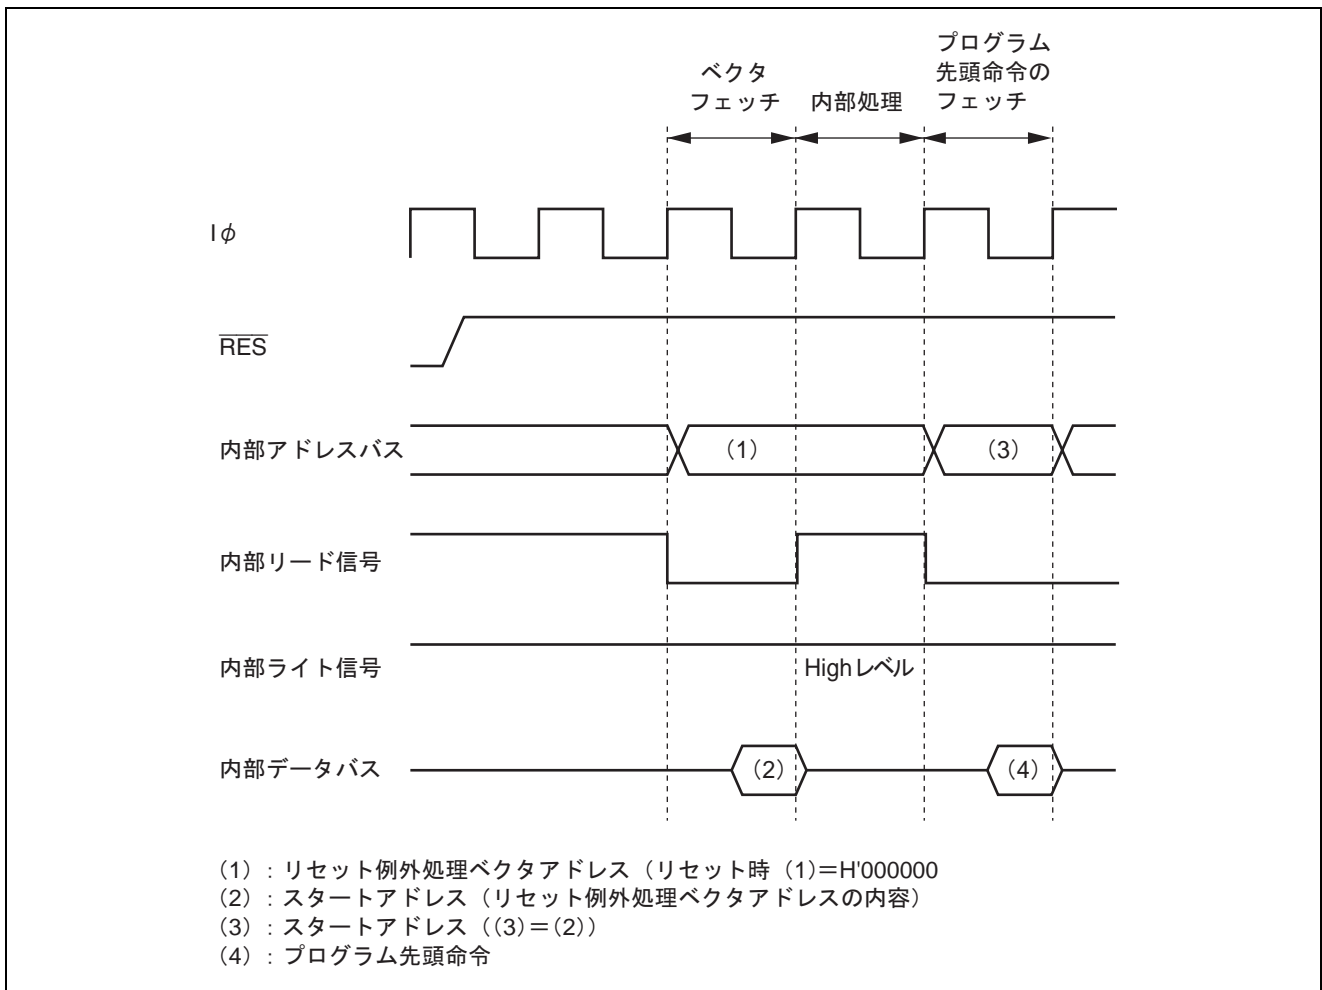 プログラム
先頭命令の
フェッチ
ベクタ
フェッチ
内部処理
Iφ
RES
内部アドレスバス
(1)
(3)
内部リード信号
内部ライト信号
Highレベル
内部データバス
(2)
(4)
(1) : リセット例外処理ベクタアドレス(リセット時 (1)=H'000000
(2) : スタートアドレス(リセット例外処理ベクタアドレスの内容)
(3) : スタートアドレス((3)=(2))
(4) : プログラム先頭命令